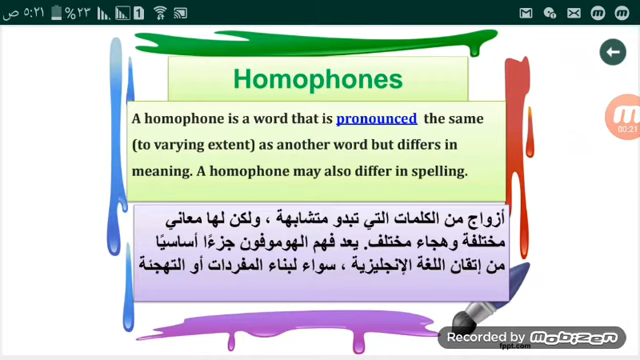 ٥:٢١ ص ٪٢٣ 1
Homophones
A homophone is a word that is pronounced the same
(to varying extent) as another word but differs in
meaning. A homophone may also differ in spelling.
أزواج من الكلمات التي تبدو متشابهة ، ولكن لها معاني
مختلفة وهجاء مختلف. يعد فهم الهوموفون جزءًا أساسيًا
من إتقان اللغة الإنجليزية ، سواء لبناء المفردات أو التهجئة
00:21
Recorded by mobizen
fppt.com